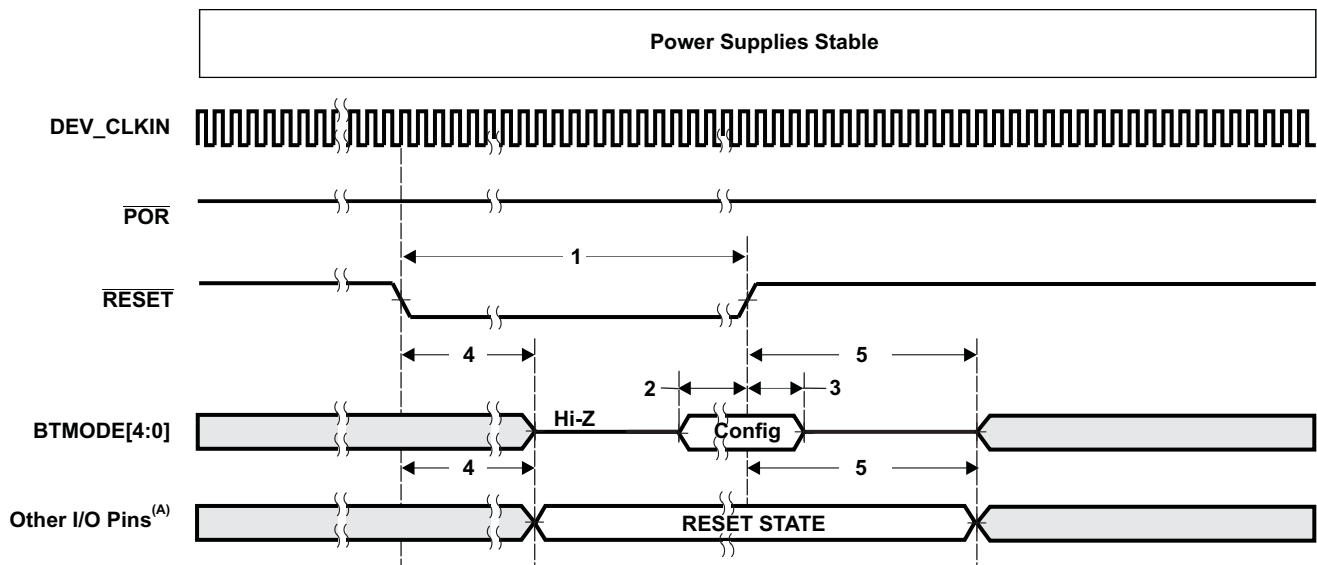 Power Supplies Stable
DEV_CLKIN
POR
1
RESET
4
5
2
3
Hi-Z
BTMODE[4:0]
Config
4
5
Other I/O Pins(A)
RESET STATE